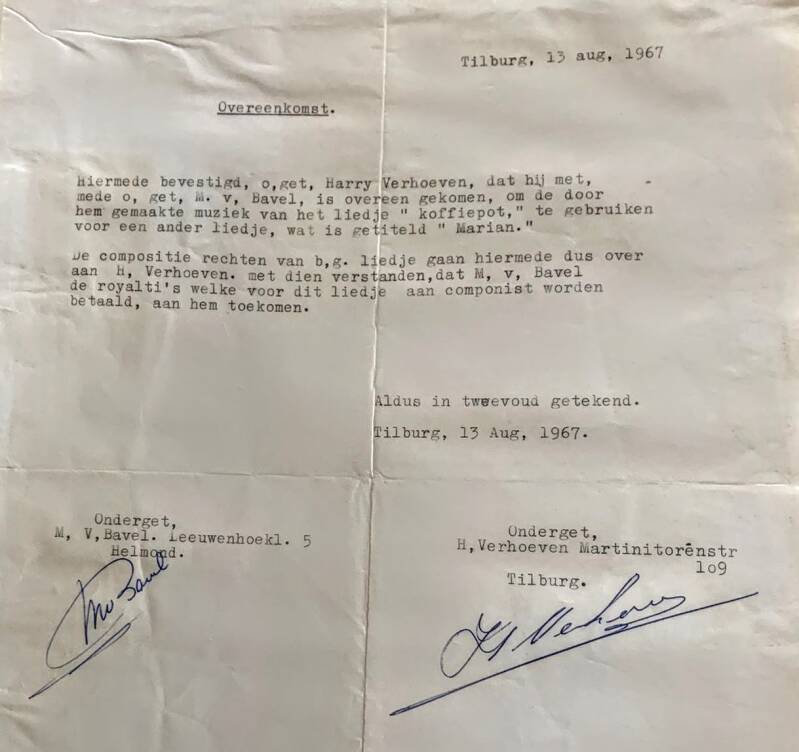 Tilburg, 13 aug, 1967
Overeenkomst.
Hiermede bevestigd, o,get, Harry Verhoeven, dat hij met,
mede o, get, M. v, Bavel, is overeen gekomen, om de door
hem gemaakte muziek van het liedje " koffiepot," te gebruiken
voor een ander liedje, wat is getiteld " Marian."
De compositie rechten van b,g. liedje gaan hiermede dus over
aan H, Verhoeven. met dien verstanden,dat M, v, Bavel
de royalti's welke voor dit liedje aan componist worden
betaald, aan hem toekomen.
Aldus in tweevoud getekend.
Tilburg, 13 Aug, 1967.
Onderget,
M, V,Bavel. Leeuwenhoekl. 5
Helmond.
MvBavel
Onderget,
H,Verhoeven Martinitorênstr
1o9
Tilburg.
H Verhoeven